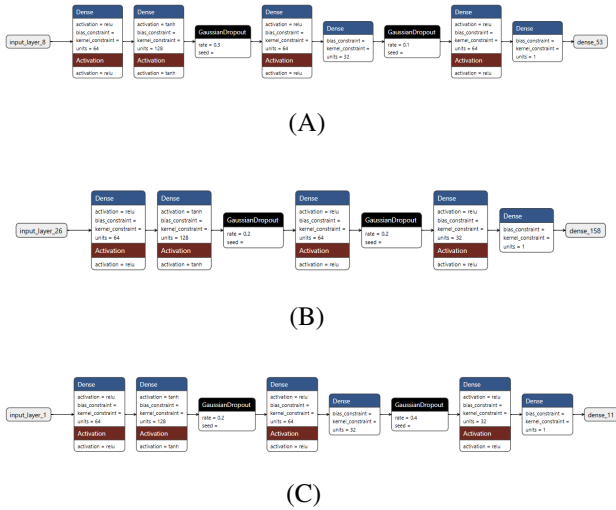 input_layer_8
Dense
activation = relu
bias_constraint =
kernel_constraint =
units = 64
Activation
activation = relu
Dense
activation = tanh
bias_constraint =
kernel_constraint =
units = 128
Activation
activation = tanh
GaussianDropout
rate = 0.3
seed =
Dense
activation = relu
bias_constraint =
kernel_constraint =
units = 64
Activation
activation = relu
Dense
bias_constraint =
kernel_constraint =
units = 32
GaussianDropout
rate = 0.1
seed =
Dense
activation = relu
bias_constraint =
kernel_constraint =
units = 64
Activation
activation = relu
Dense
bias_constraint =
kernel_constraint =
units = 1
dense_53
(A)
input_layer_26
Dense
activation = relu
bias_constraint =
kernel_constraint =
units = 64
Activation
activation = relu
Dense
activation = tanh
bias_constraint =
kernel_constraint =
units = 128
Activation
activation = tanh
GaussianDropout
rate = 0.2
seed =
Dense
activation = relu
bias_constraint =
kernel_constraint =
units = 64
Activation
activation = relu
GaussianDropout
rate = 0.2
seed =
Dense
activation = relu
bias_constraint =
kernel_constraint =
units = 32
Activation
activation = relu
Dense
bias_constraint =
kernel_constraint =
units = 1
dense_158
(B)
input_layer_1
Dense
activation = relu
bias_constraint =
kernel_constraint =
units = 64
Activation
activation = relu
Dense
activation = tanh
bias_constraint =
kernel_constraint =
units = 128
Activation
activation = tanh
GaussianDropout
rate = 0.2
seed =
Dense
activation = relu
bias_constraint =
kernel_constraint =
units = 64
Activation
activation = relu
Dense
bias_constraint =
kernel_constraint =
units = 32
GaussianDropout
rate = 0.4
seed =
Dense
activation = relu
bias_constraint =
kernel_constraint =
units = 32
Activation
activation = relu
Dense
bias_constraint =
kernel_constraint =
units = 1
dense_11
(C)